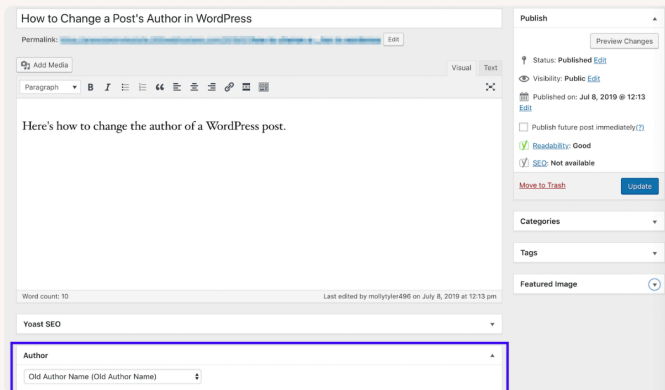 How to Change a Post's Author in WordPress
Permalink:
Edit
Add Media
Visual Text
Paragraph B I
Here's how to change the author of a WordPress post.
Word count: 10
Last edited by mollytyler496 on July 8, 2019 at 12:13 pm
Yoast SEO
Author
Old Author Name (Old Author Name)
Publish
Preview Changes
Status: Published Edit
Visibility: Public Edit
Published on: Jul 8, 2019 @ 12:13
Edit
Publish future post immediately(?)
Readability: Good
SEO: Not available
Move to Trash
Update
Categories
Tags
Featured Image